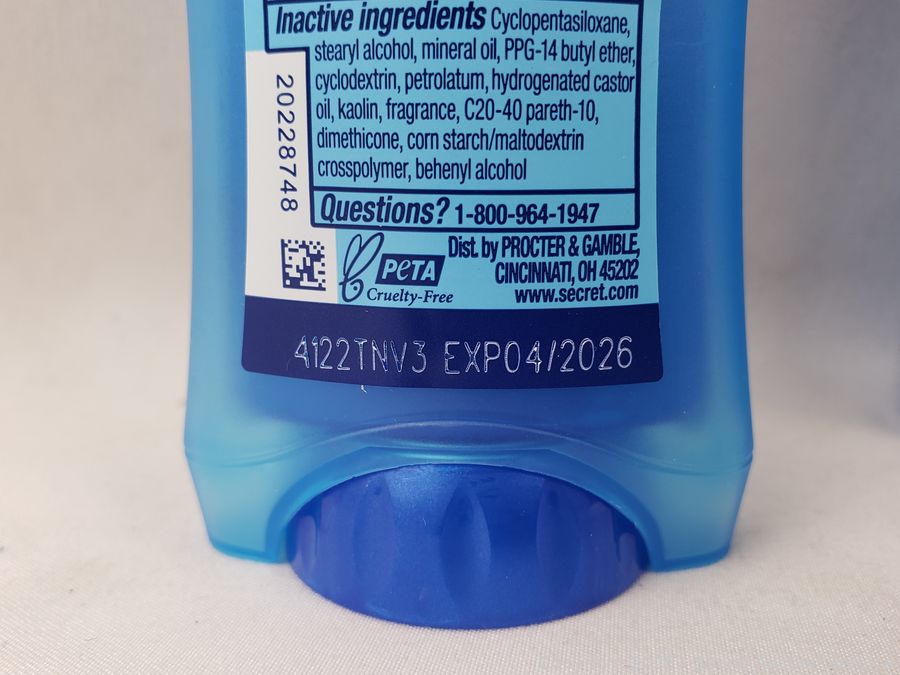 Inactive ingredients Cyclopentasiloxane,
stearyl alcohol, mineral oil, PPG-14 butyl ether,
cyclodextrin, petrolatum, hydrogenated castor
oil, kaolin, fragrance, C20-40 pareth-10,
dimethicone, corn starch/maltodextrin
crosspolymer, behenyl alcohol
20228748
Questions? 1-800-964-1947
PETA
Cruelty-Free
Dist. by PROCTER & GAMBLE,
CINCINNATI, OH 45202
www.secret.com
4122TNV3 EXP04/2026